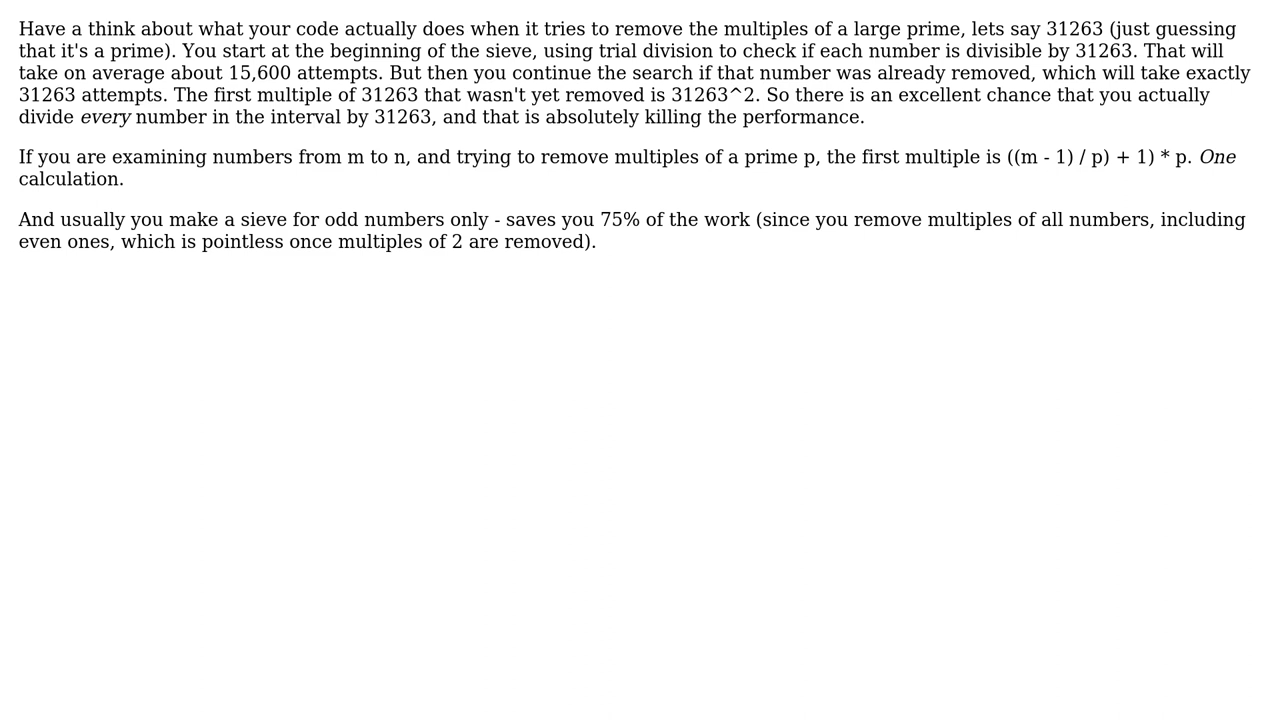 Have a think about what your code actually does when it tries to remove the multiples of a large prime, lets say 31263 (just guessing
that it's a prime). You start at the beginning of the sieve, using trial division to check if each number is divisible by 31263. That will
take on average about 15,600 attempts. But then you continue the search if that number was already removed, which will take exactly
31263 attempts. The first multiple of 31263 that wasn't yet removed is 31263^2. So there is an excellent chance that you actually
divide every number in the interval by 31263, and that is absolutely killing the performance.
If you are examining numbers from m to n, and trying to remove multiples of a prime p, the first multiple is ((m - 1) / p) + 1) * p. One
calculation.
And usually you make a sieve for odd numbers only - saves you 75% of the work (since you remove multiples of all numbers, including
even ones, which is pointless once multiples of 2 are removed).